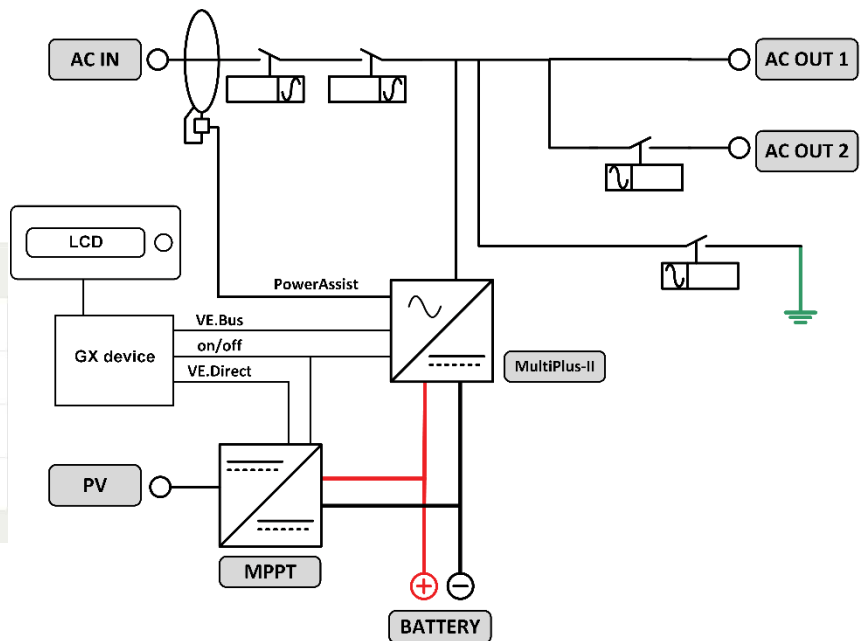 AC IN
AC OUT 1
AC OUT 2
LCD
PowerAssist
VE.Bus
GX device
on/off
MultiPlus-II
VE.Direct
PV
MPPT
+ −
BATTERY